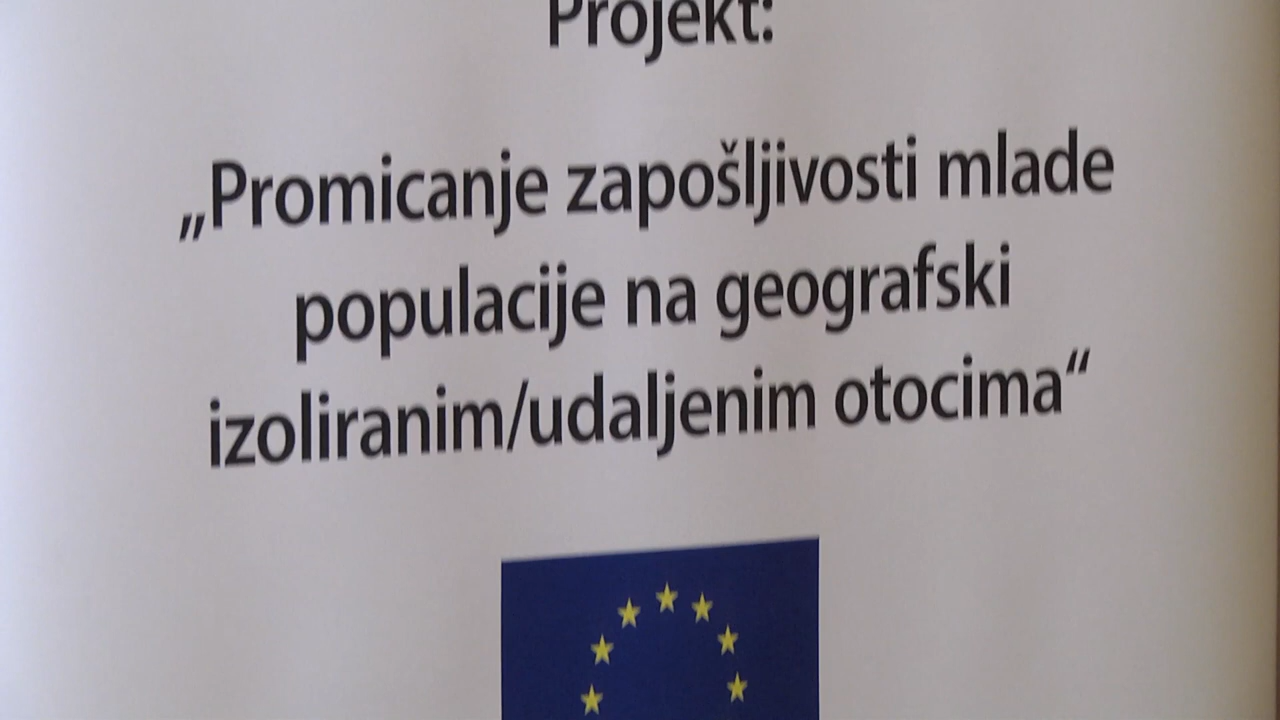 Projekt:
„Promicanje zapošljivosti mlade
populacije na geografski
izoliranim/udaljenim otocima“